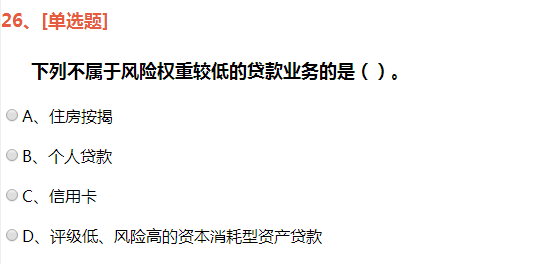 26、[单选题]
下列不属于风险权重较低的贷款业务的是（ ）。
A、住房按揭
B、个人贷款
C、信用卡
D、评级低、风险高的资本消耗型资产贷款